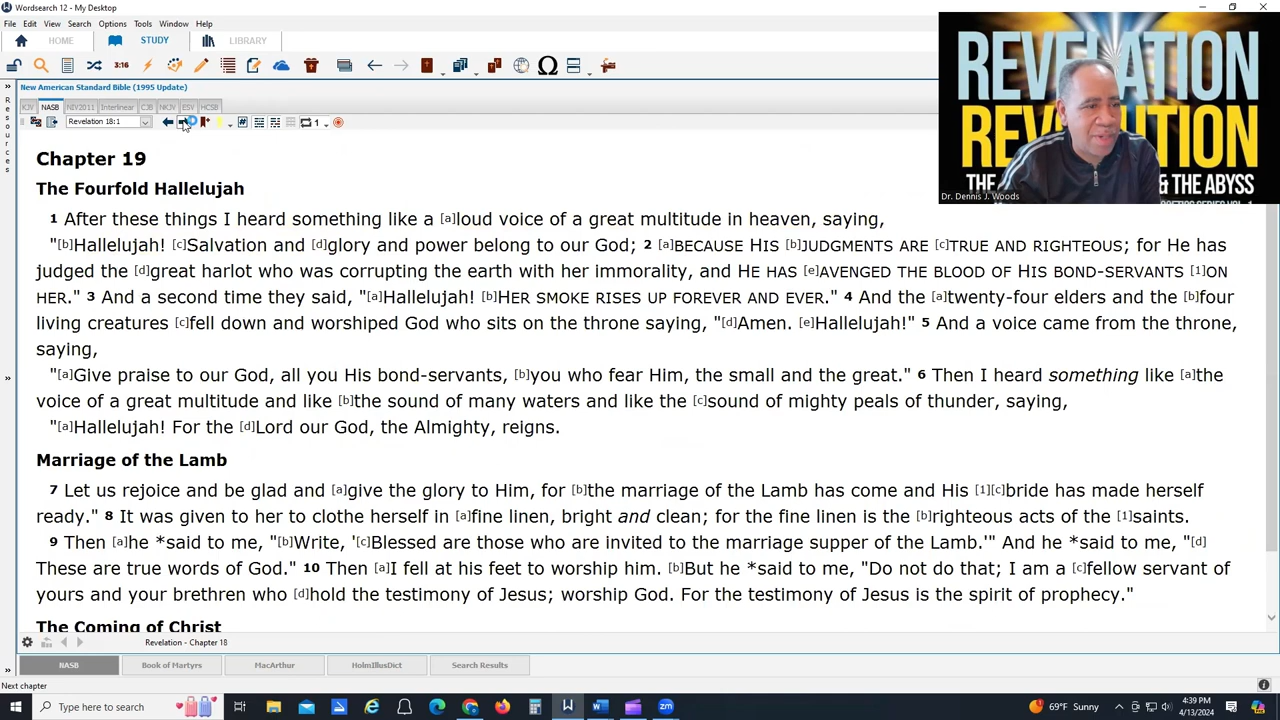 Wordsearch 12 - My Desktop
File Edit View Search Options Tools Window Help
HOME STUDY LIBRARY
3:16
New American Standard Bible (1995 Update)
KJV NASB NIV2011 Interlinear CJB NKJV ESV HCSB
Revelation 18:1
1
Resources
Chapter 19
The Fourfold Hallelujah
1 After these things I heard something like a [a]loud voice of a great multitude in heaven, saying,
"[b]Hallelujah! [c]Salvation and [d]glory and power belong to our God; 2 [a]BECAUSE HIS [b]JUDGMENTS ARE [c]TRUE AND RIGHTEOUS; for He has
judged the [d]great harlot who was corrupting the earth with her immorality, and HE HAS [e]AVENGED THE BLOOD OF HIS BOND-SERVANTS [1]ON
HER." 3 And a second time they said, "[a]Hallelujah! [b]HER SMOKE RISES UP FOREVER AND EVER." 4 And the [a]twenty-four elders and the [b]four
living creatures [c]fell down and worshiped God who sits on the throne saying, "[d]Amen. [e]Hallelujah!" 5 And a voice came from the throne,
saying,
"[a]Give praise to our God, all you His bond-servants, [b]you who fear Him, the small and the great." 6 Then I heard something like [a]the
voice of a great multitude and like [b]the sound of many waters and like the [c]sound of mighty peals of thunder, saying,
"[a]Hallelujah! For the [d]Lord our God, the Almighty, reigns.
Marriage of the Lamb
7 Let us rejoice and be glad and [a]give the glory to Him, for [b]the marriage of the Lamb has come and His [1][c]bride has made herself
ready." 8 It was given to her to clothe herself in [a]fine linen, bright and clean; for the fine linen is the [b]righteous acts of the [1]saints.
9 Then [a]he *said to me, "[b]Write, '[c]Blessed are those who are invited to the marriage supper of the Lamb.'" And he *said to me, "[d]
These are true words of God." 10 Then [a]I fell at his feet to worship him. [b]But he *said to me, "Do not do that; I am a [c]fellow servant of
yours and your brethren who [d]hold the testimony of Jesus; worship God. For the testimony of Jesus is the spirit of prophecy."
The Coming of Christ
Revelation - Chapter 18
NASB Book of Martyrs MacArthur HolmIllusDict Search Results
Next chapter
Type here to search
69°F Sunny
4:39 PM
4/13/2024
REVELATION
REVOLUTION
THE & THE ABYSS
VOL. 1
Dr. Dennis J. Woods